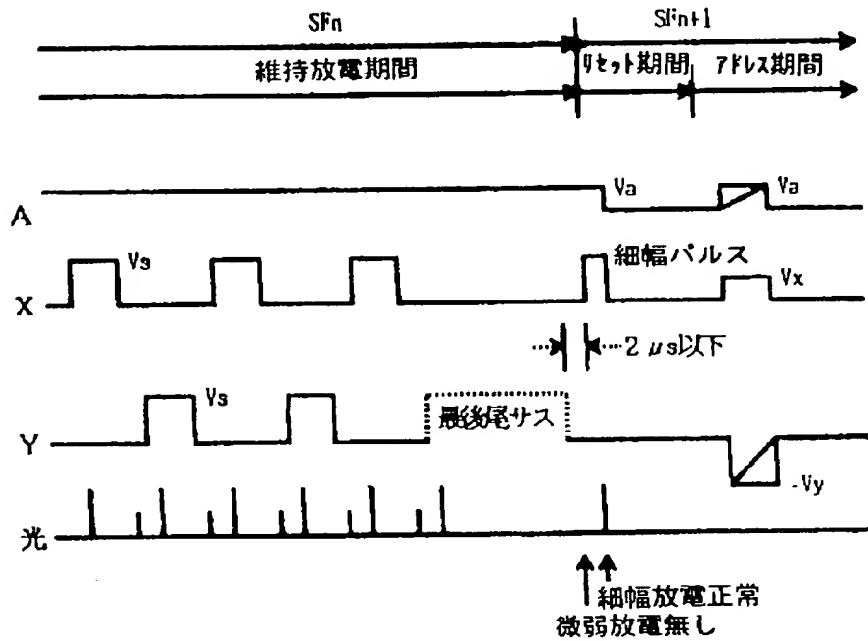 SFn
SFn+1
維持放電期間
リセット期間
アドレス期間
A
Va
Va
X
Vs
細幅パルス
Vx
2 μs以下
Y
Vs
最後尾サス
-Vy
光
細幅放電正常
微弱放電無し